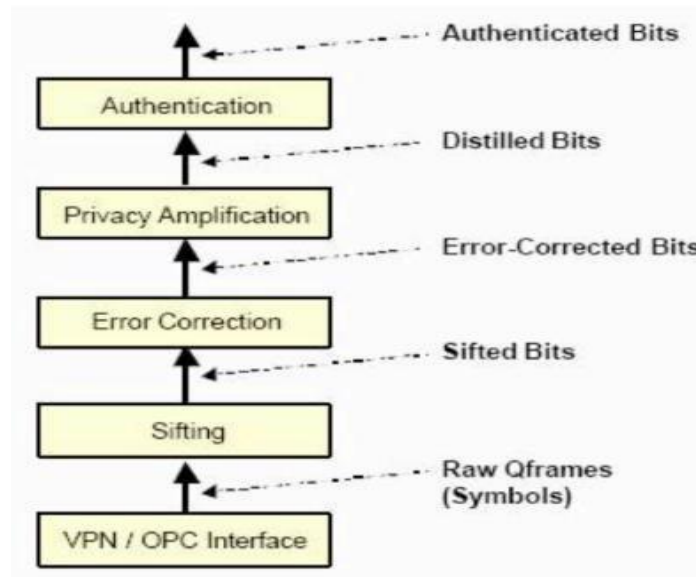 Authenticated Bits
Authentication
Distilled Bits
Privacy Amplification
Error-Corrected Bits
Error Correction
Sifted Bits
Sifting
Raw Qframes
(Symbols)
VPN / OPC Interface